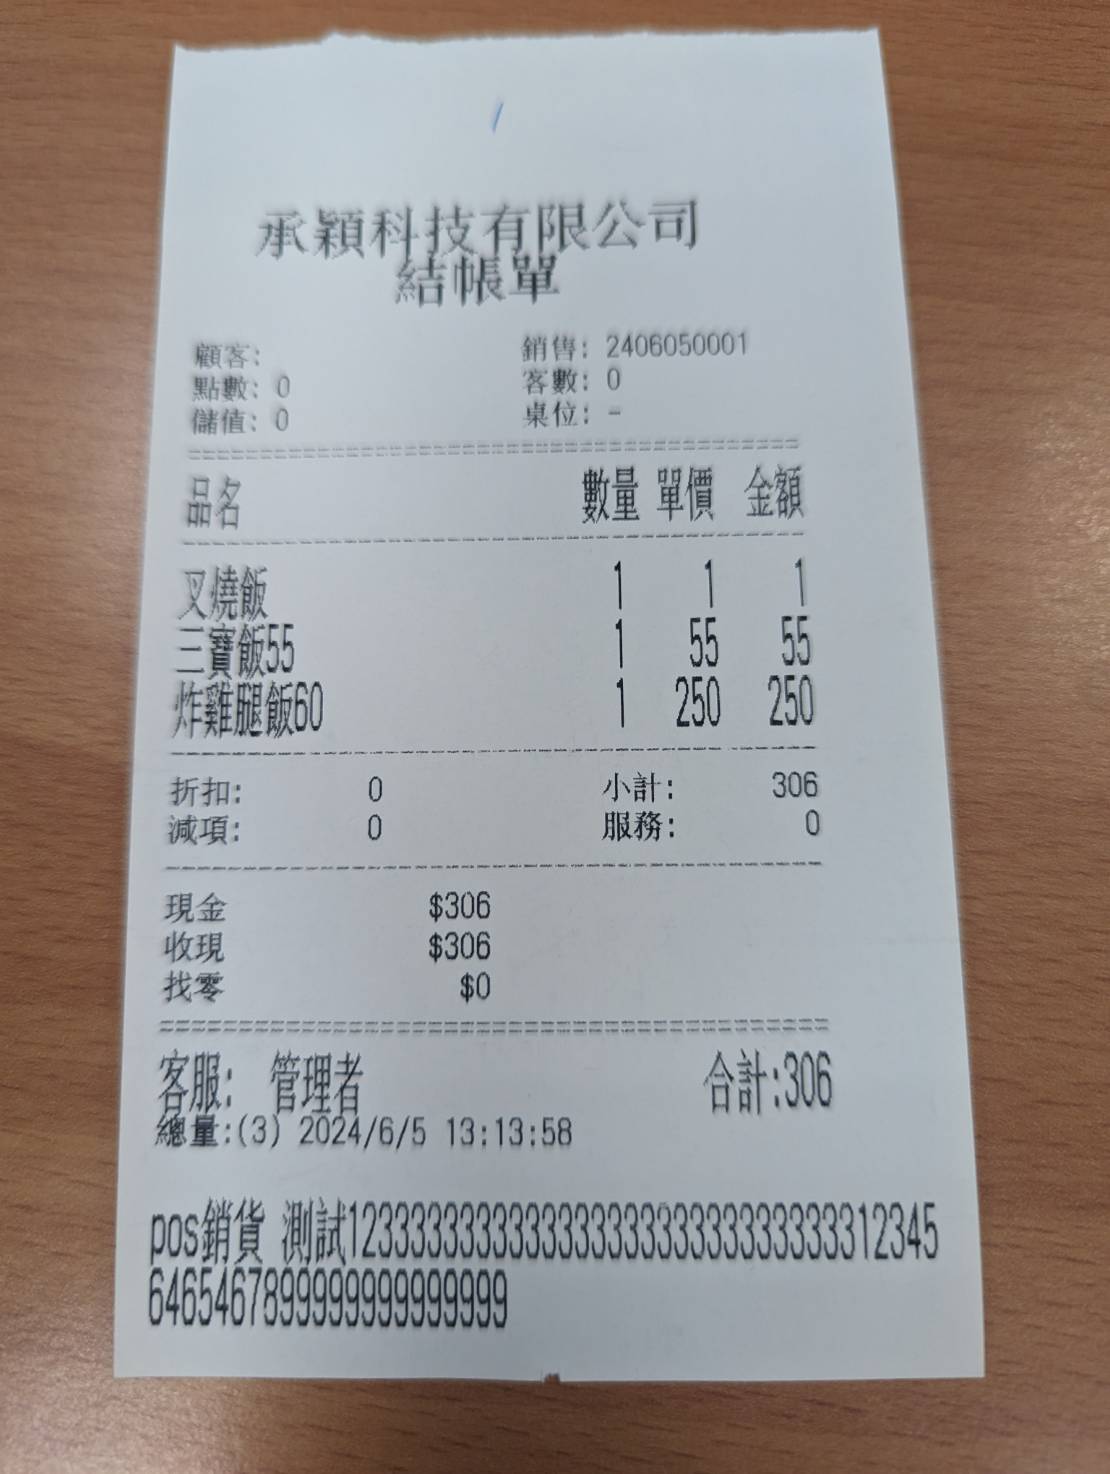 承穎科技有限公司
結帳單
顧客: 銷售: 2406050001
點數: 0 客數: 0
儲值: 0 桌位: -
品名 數量 單價 金額
叉燒飯 1 1 1
三寶飯55 1 55 55
炸雞腿飯60 1 250 250
折扣: 0 小計: 306
減項: 0 服務: 0
現金 $306
收現 $306
找零 $0
客服: 管理者 合計:306
總量:(3) 2024/6/5 13:13:58
pos銷貨 測試1233333333333333333333333333312345
6465467899999999999999